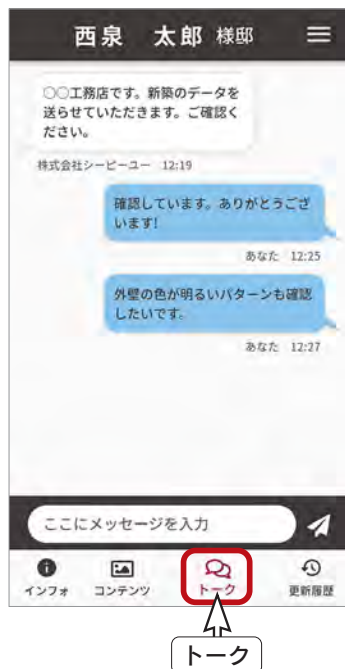 西泉 太郎 様邸
〇〇工務店です。新築のデータを
送らせていただきます。ご確認く
ださい。
株式会社シーピーユー 12:19
確認しています。ありがとうござ
います!
あなた 12:25
外壁の色が明るいパターンも確認
したいです。
あなた 12:27
ここにメッセージを入力
インフォ コンテンツ トーク 更新履歴
トーク